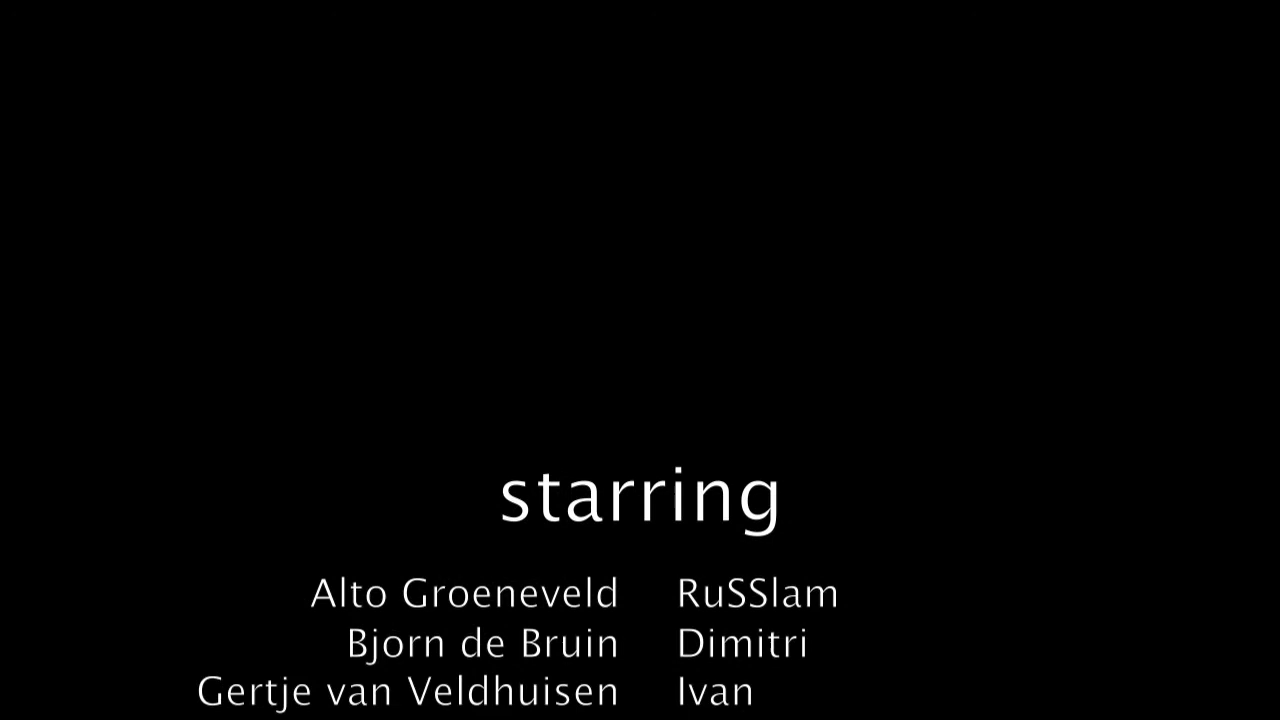 starring
Alto Groeneveld RuSSlam
Bjorn de Bruin Dimitri
Gertje van Veldhuisen Ivan